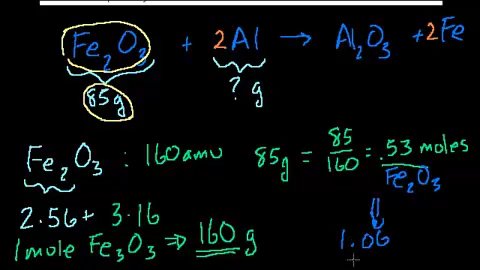 Fe₂O₃ + 2Al → Al₂O₃ + 2Fe
85g ? g
Fe₂O₃ : 160amu 85g = 85/160 = .53 moles Fe₂O₃
2·56 + 3·16
1 mole Fe₃O₃ ⇒ 160 g 1.06